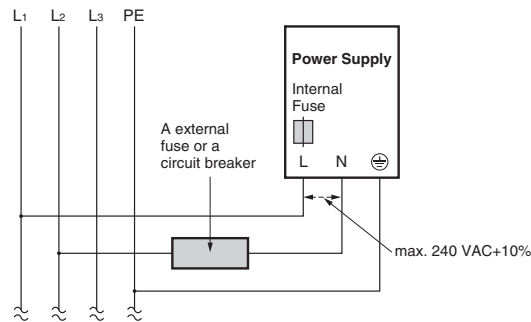 L1 L2 L3 PE
Power Supply
Internal
Fuse
A external
fuse or a
circuit breaker
L N
max. 240 VAC+10%